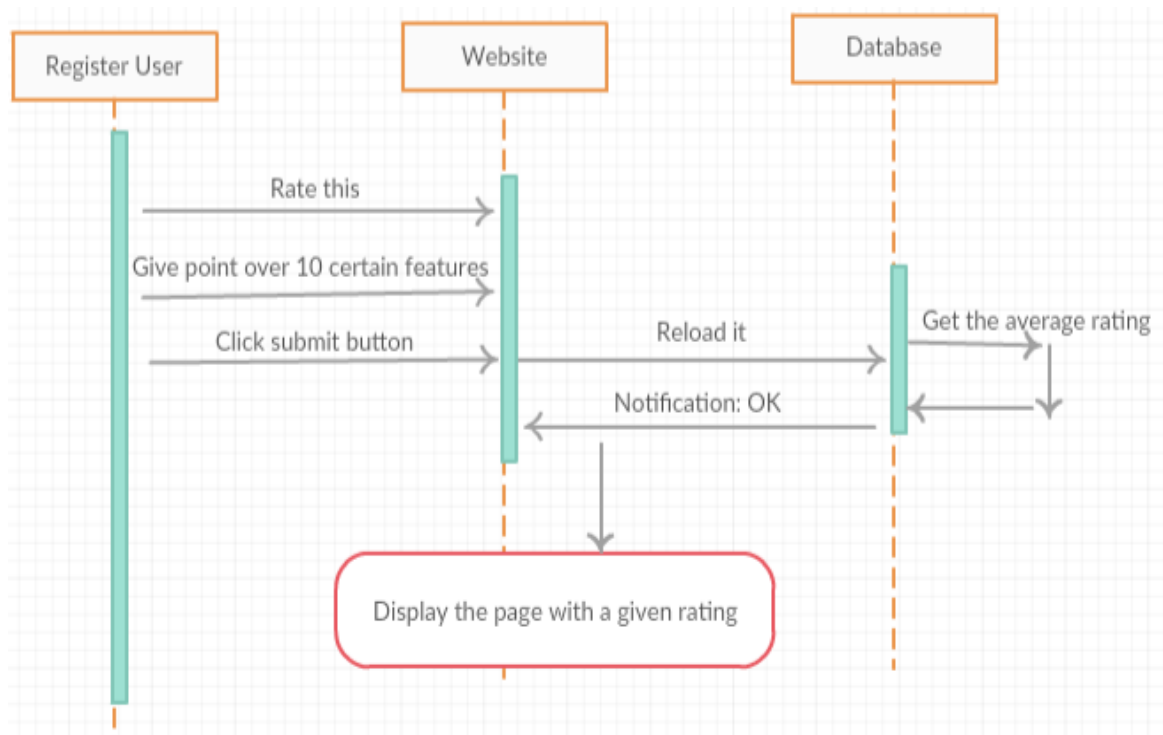 Register User
Website
Database
Rate this
Give point over 10 certain features
Click submit button
Reload it
Get the average rating
Notification: OK
Display the page with a given rating